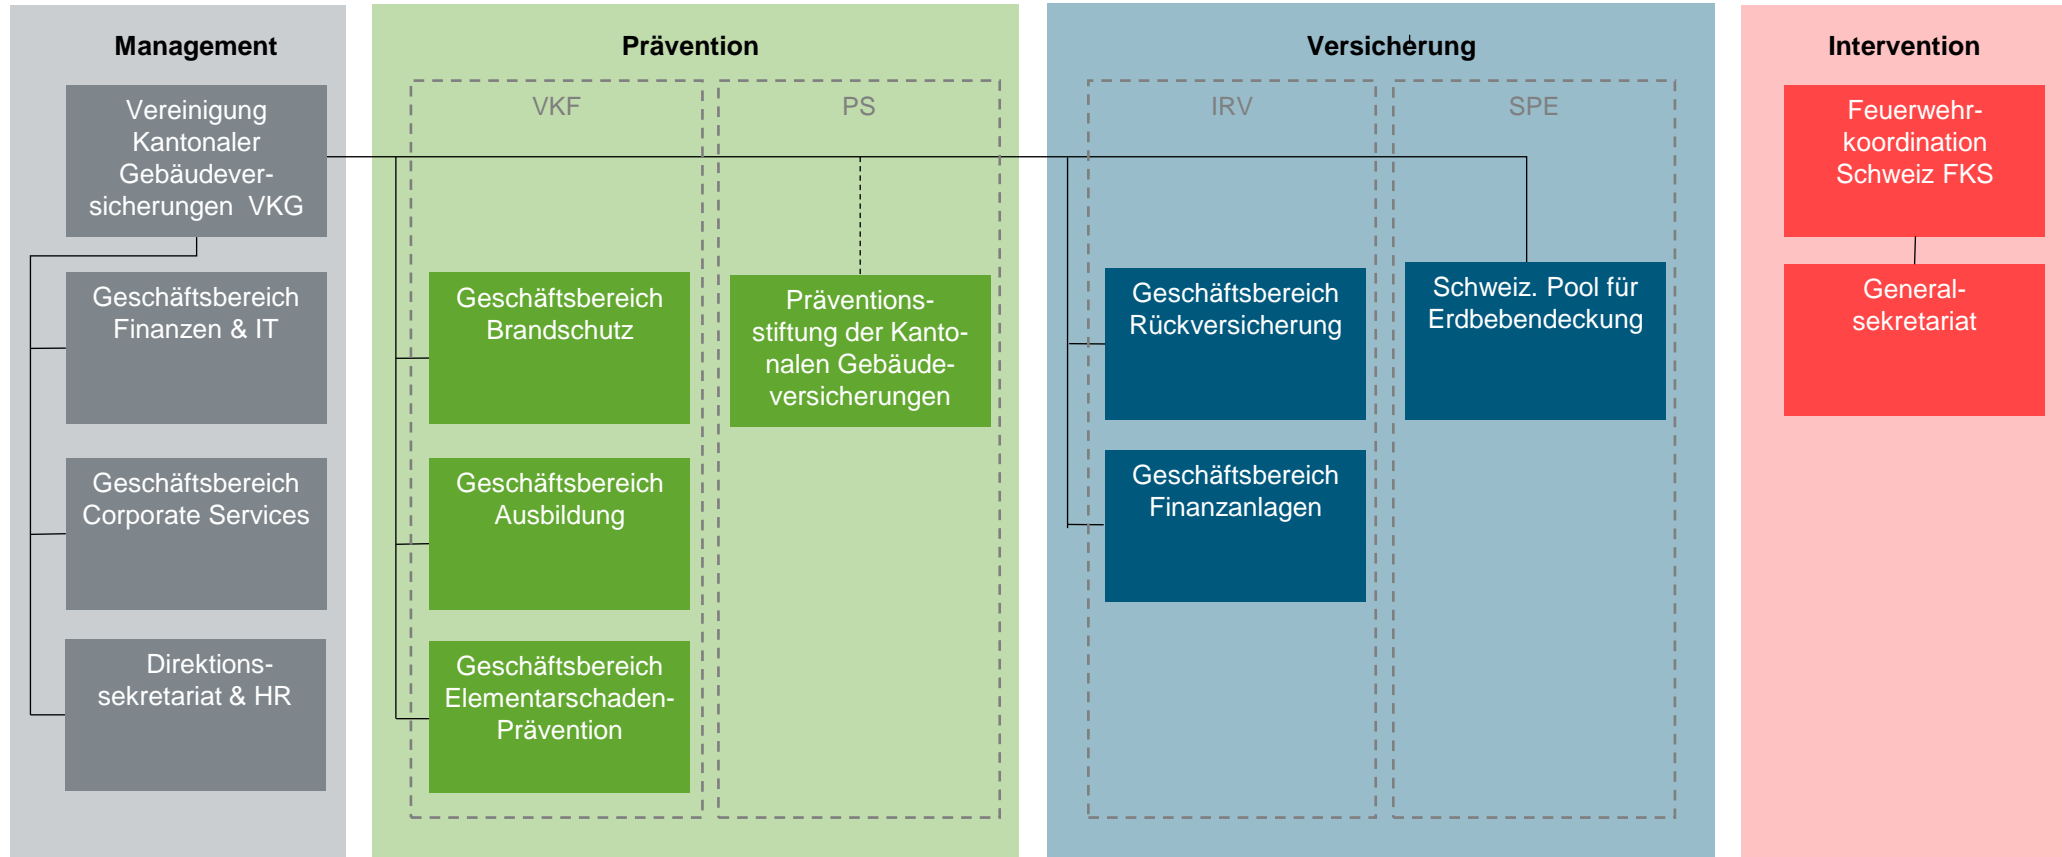 Management
Vereinigung
Kantonaler
Gebäudever-
sicherungen VKG
Geschäftsbereich
Finanzen & IT
Geschäftsbereich
Corporate Services
Direktions-
sekretariat & HR
Prävention
VKF
Geschäftsbereich
Brandschutz
Geschäftsbereich
Ausbildung
Geschäftsbereich
Elementarschaden-
Prävention
PS
Präventions-
stiftung der Kanto-
nalen Gebäude-
versicherungen
Versicherung
IRV
Geschäftsbereich
Rückversicherung
Geschäftsbereich
Finanzanlagen
SPE
Schweiz. Pool für
Erdbebendeckung
Intervention
Feuerwehr-
koordination
Schweiz FKS
General-
sekretariat